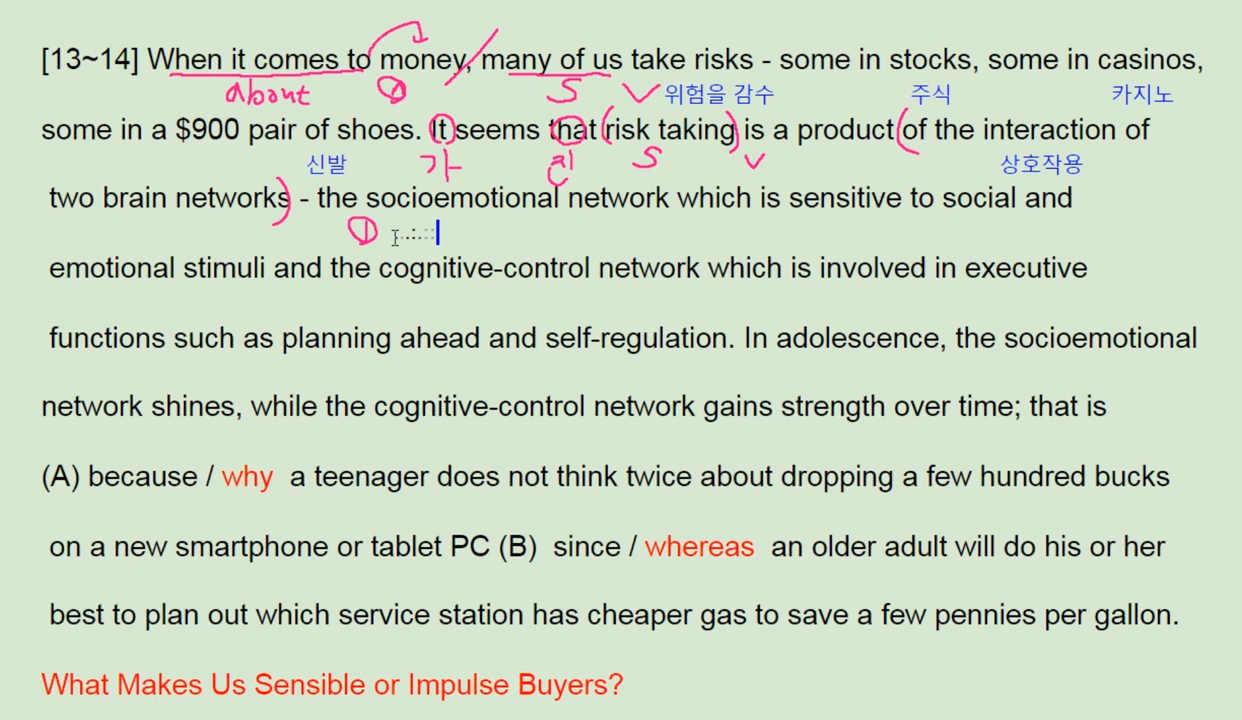 [13~14] When it comes to money, many of us take risks - some in stocks, some in casinos,
about ① S V 위험을 감수 주식 카지노
some in a $900 pair of shoes. It seems that (risk taking) is a product (of the interaction of
신발 가 진 S V 상호작용
two brain networks) - the socioemotional network which is sensitive to social and
①
emotional stimuli and the cognitive-control network which is involved in executive
functions such as planning ahead and self-regulation. In adolescence, the socioemotional
network shines, while the cognitive-control network gains strength over time; that is
(A) because / why a teenager does not think twice about dropping a few hundred bucks
on a new smartphone or tablet PC (B) since / whereas an older adult will do his or her
best to plan out which service station has cheaper gas to save a few pennies per gallon.
What Makes Us Sensible or Impulse Buyers?